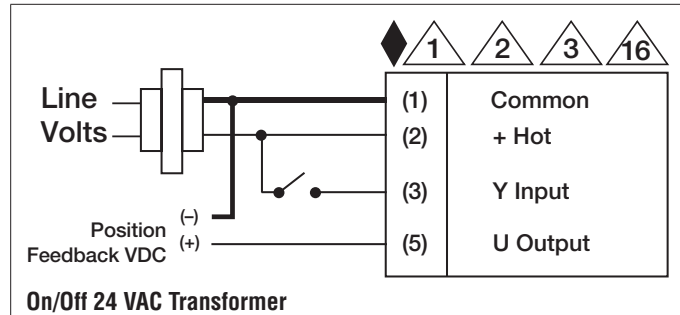 1 2 3 16
Line Volts
(1) Common
(2) + Hot
(3) Y Input
(5) U Output
Position (–)
Feedback VDC (+)
On/Off 24 VAC Transformer